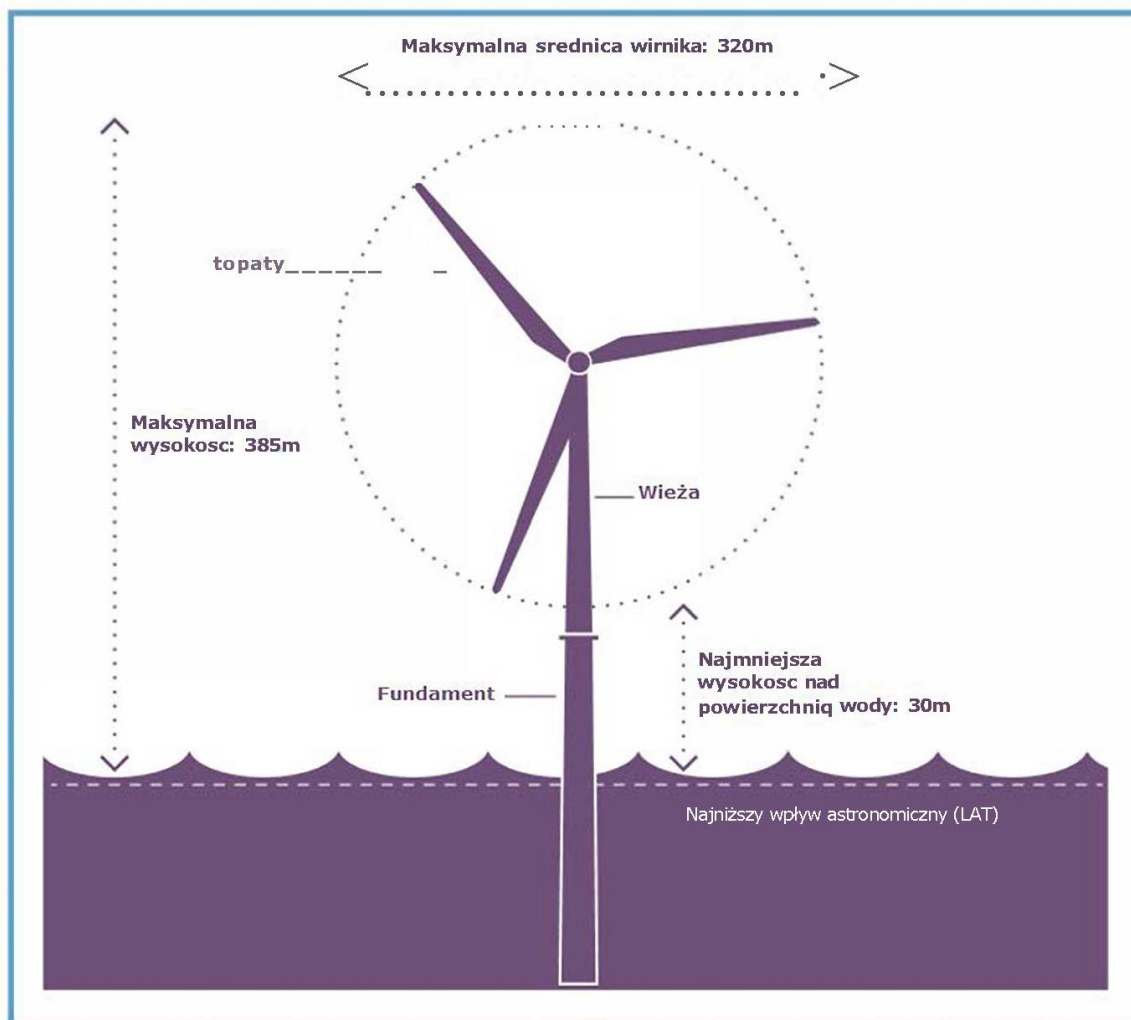 Maksymalna srednica wirnika: 320m
topaty
Maksymalna
wysokosc: 385m
Wieża
Najmniejsza
wysokosc nad
powierzchniq wody: 30m
Fundament
Najniższy wpływ astronomiczny (LAT)